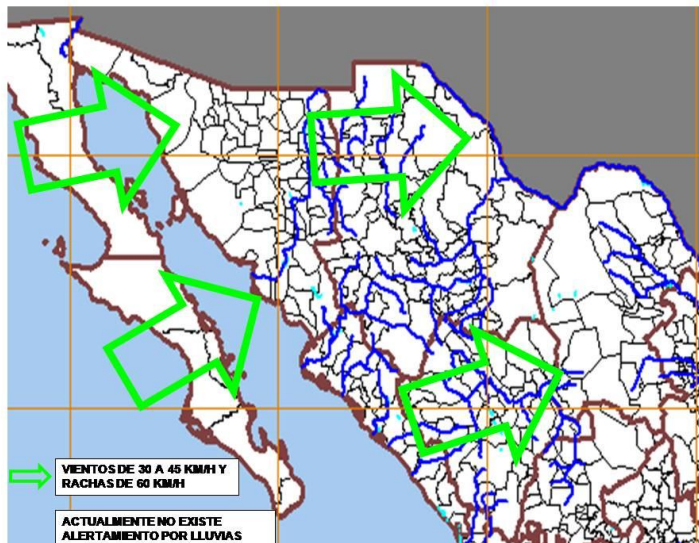 VIENTOS DE 30 A 45 KM/H Y
RACHAS DE 60 KM/H
ACTUALMENTE NO EXISTE
ALERTAMIENTO POR LLUVIAS